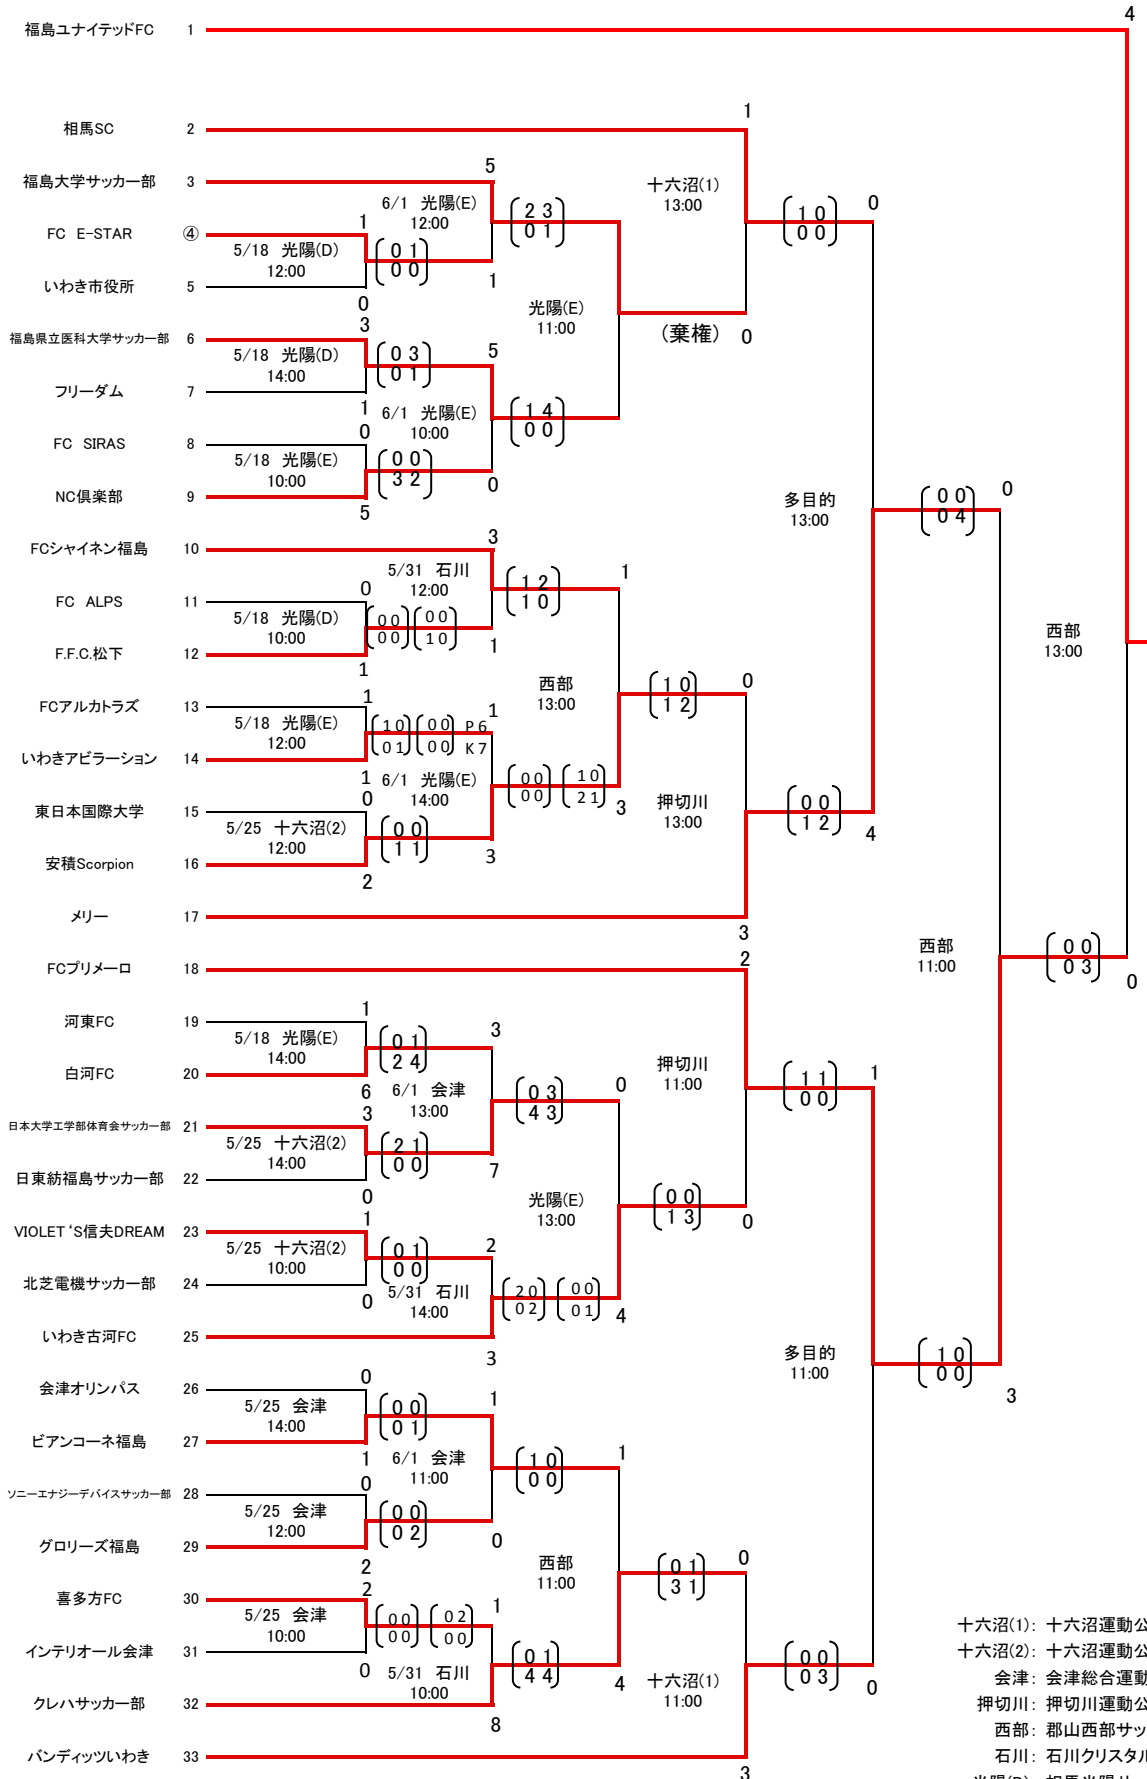 4
福島ユナイテッドFC 1
1
相馬SC 2
5
福島大学サッカー部 3
6/1 光陽(E)
12:00
2 3
0 1
十六沼(1)
13:00
1 0
0 0
0
FC E-STAR ④
1
5/18 光陽(D)
12:00
0 1
0 0
1
いわき市役所 5
0
光陽(E)
11:00
(棄権) 0
3
福島県立医科大学サッカー部 6
5/18 光陽(D)
14:00
0 3
0 1
5
フリーダム 7
1
6/1 光陽(E)
10:00
1 4
0 0
0
FC SIRAS 8
5/18 光陽(E)
10:00
0 0
3 2
0
NC倶楽部 9
5
多目的
13:00
0 0
0 4
0
3
FCシャイネン福島 10
5/31 石川
12:00
1 2
1 0
1
0
FC ALPS 11
5/18 光陽(D)
10:00
0 0
0 0
0 0
1 0
1
F.F.C.松下 12
1
西部
13:00
1 0
1 2
0
西部
13:00
1
FCアルカトラズ 13
5/18 光陽(E)
12:00
1 0
0 1
0 0
0 0
P 6
K 7
1
いわきアビラーション 14
1
6/1 光陽(E)
14:00
0 0
0 0
1 0
2 1
3
0
東日本国際大学 15
5/25 十六沼(2)
12:00
0 0
1 1
3
押切川
13:00
0 0
1 2
4
安積Scorpion 16
2
メリー 17
3
西部
11:00
0 0
0 3
0
2
FCプリメーロ 18
1
河東FC 19
5/18 光陽(E)
14:00
0 1
2 4
3
押切川
11:00
1 1
0 0
1
白河FC 20
6
6/1 会津
13:00
0 3
4 3
0
3
日本大学工学部体育会サッカー部 21
5/25 十六沼(2)
14:00
2 1
0 0
7
日東紡福島サッカー部 22
0
光陽(E)
13:00
0 0
1 3
0
1
VIOLET‘S信夫DREAM 23
5/25 十六沼(2)
10:00
0 1
0 0
2
北芝電機サッカー部 24
0
5/31 石川
14:00
2 0
0 2
0 0
0 1
4
いわき古河FC 25
3
多目的
11:00
1 0
0 0
3
0
会津オリンパス 26
5/25 会津
14:00
0 0
0 1
1
ビアンコーネ福島 27
1
6/1 会津
11:00
1 0
0 0
1
0
ソニーエナジーデバイスサッカー部 28
5/25 会津
12:00
0 0
0 2
0
グロリーズ福島 29
2
西部
11:00
0 1
3 1
0
2
喜多方FC 30
5/25 会津
10:00
0 0
0 0
0 2
0 0
1
インテリオール会津 31
0
5/31 石川
10:00
0 1
4 4
4
十六沼(1)
11:00
0 0
0 3
0
クレハサッカー部 32
8
バンディッツいわき 33
3
十六沼(1): 十六沼運動公
十六沼(2): 十六沼運動公
会津: 会津総合運動
押切川: 押切川運動公
西部: 郡山西部サッ
石川: 石川クリスタル